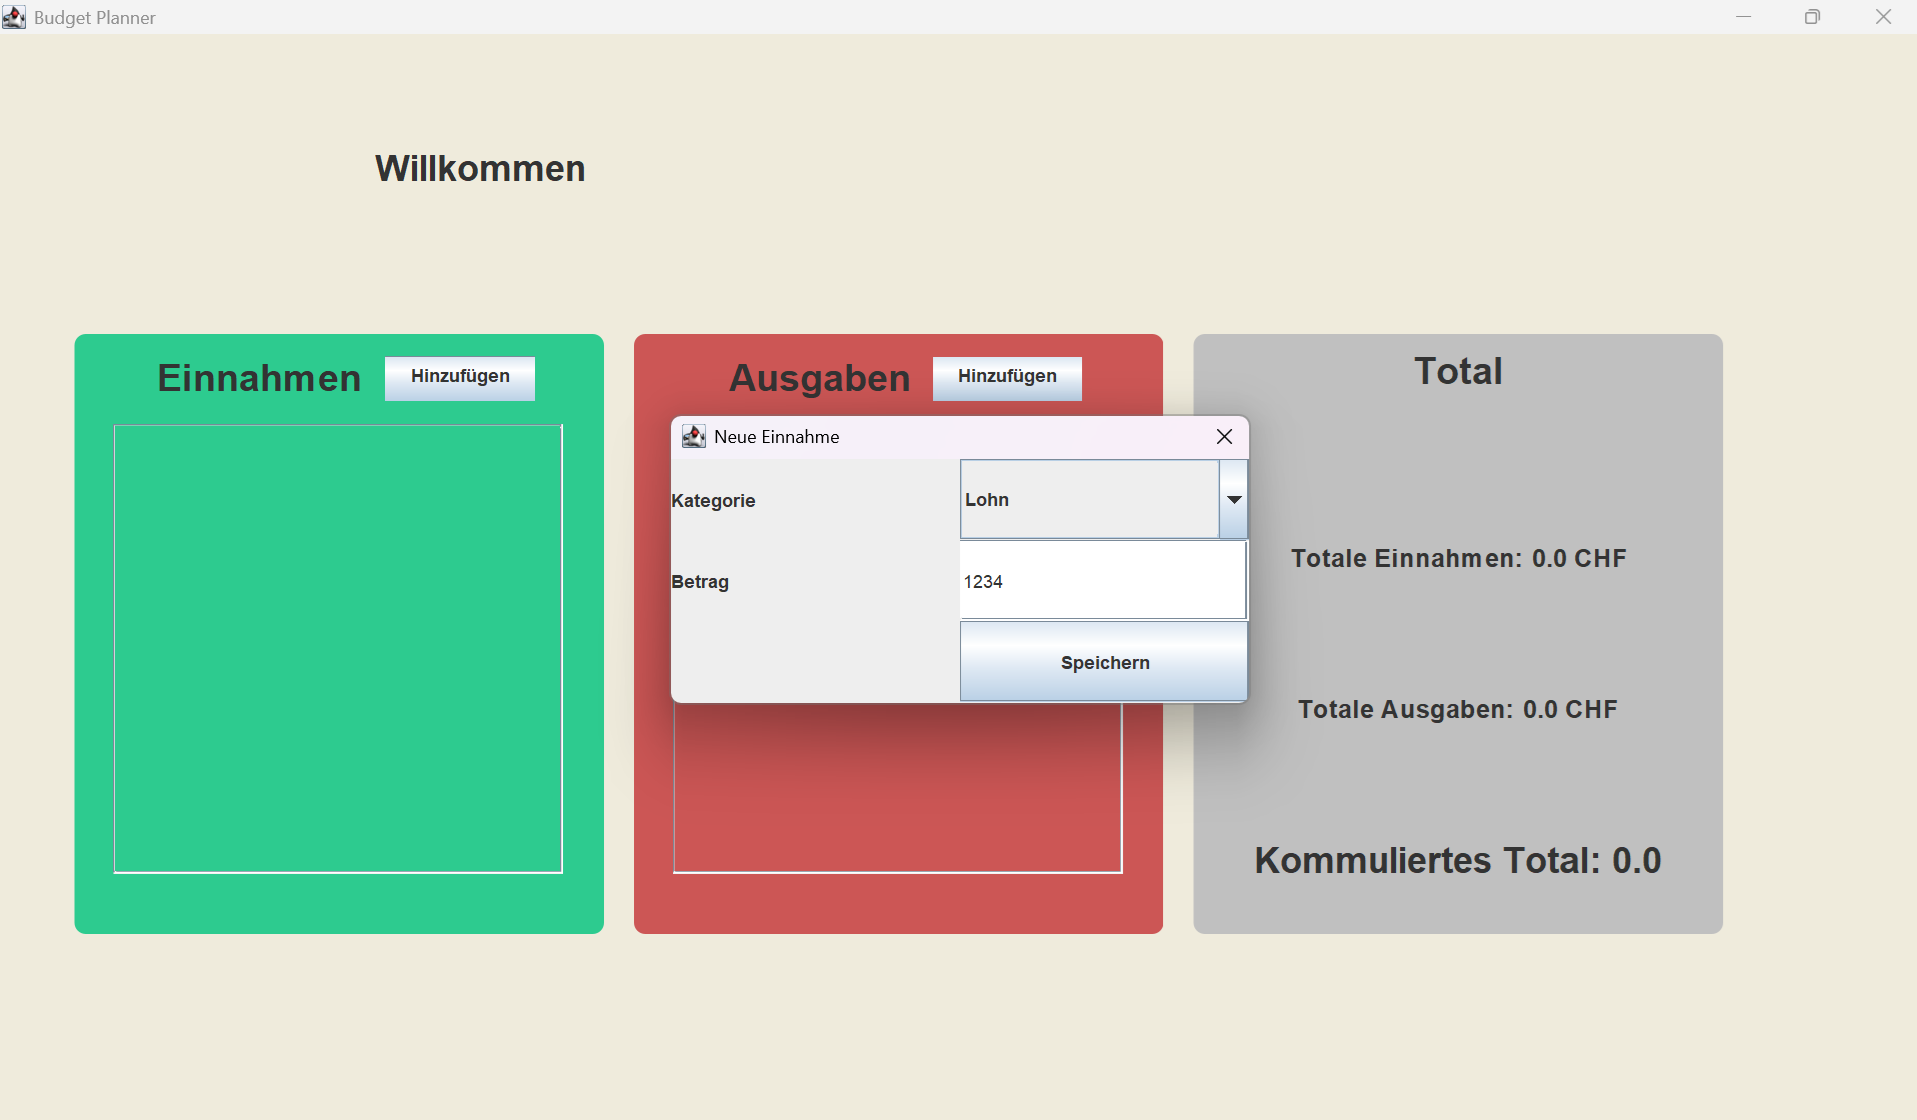 Budget Planner
Willkommen
Einnahmen
Hinzufügen
Ausgaben
Hinzufügen
Neue Einnahme
Kategorie
Lohn
Betrag
1234
Speichern
Total
Totale Einnahmen: 0.0 CHF
Totale Ausgaben: 0.0 CHF
Kommuliertes Total: 0.0